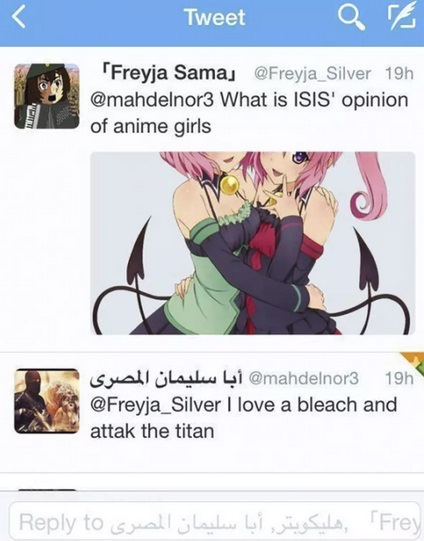 Tweet
「Freyja Sama」 @Freyja_Silver 19h
@mahdelnor3 What is ISIS' opinion
of anime girls
أبا سليمان المصرى @mahdelnor3 19h
@Freyja_Silver I love a bleach and
attak the titan
Reply to هليكوبتر, أبا سليمان المصرى, 「Frey